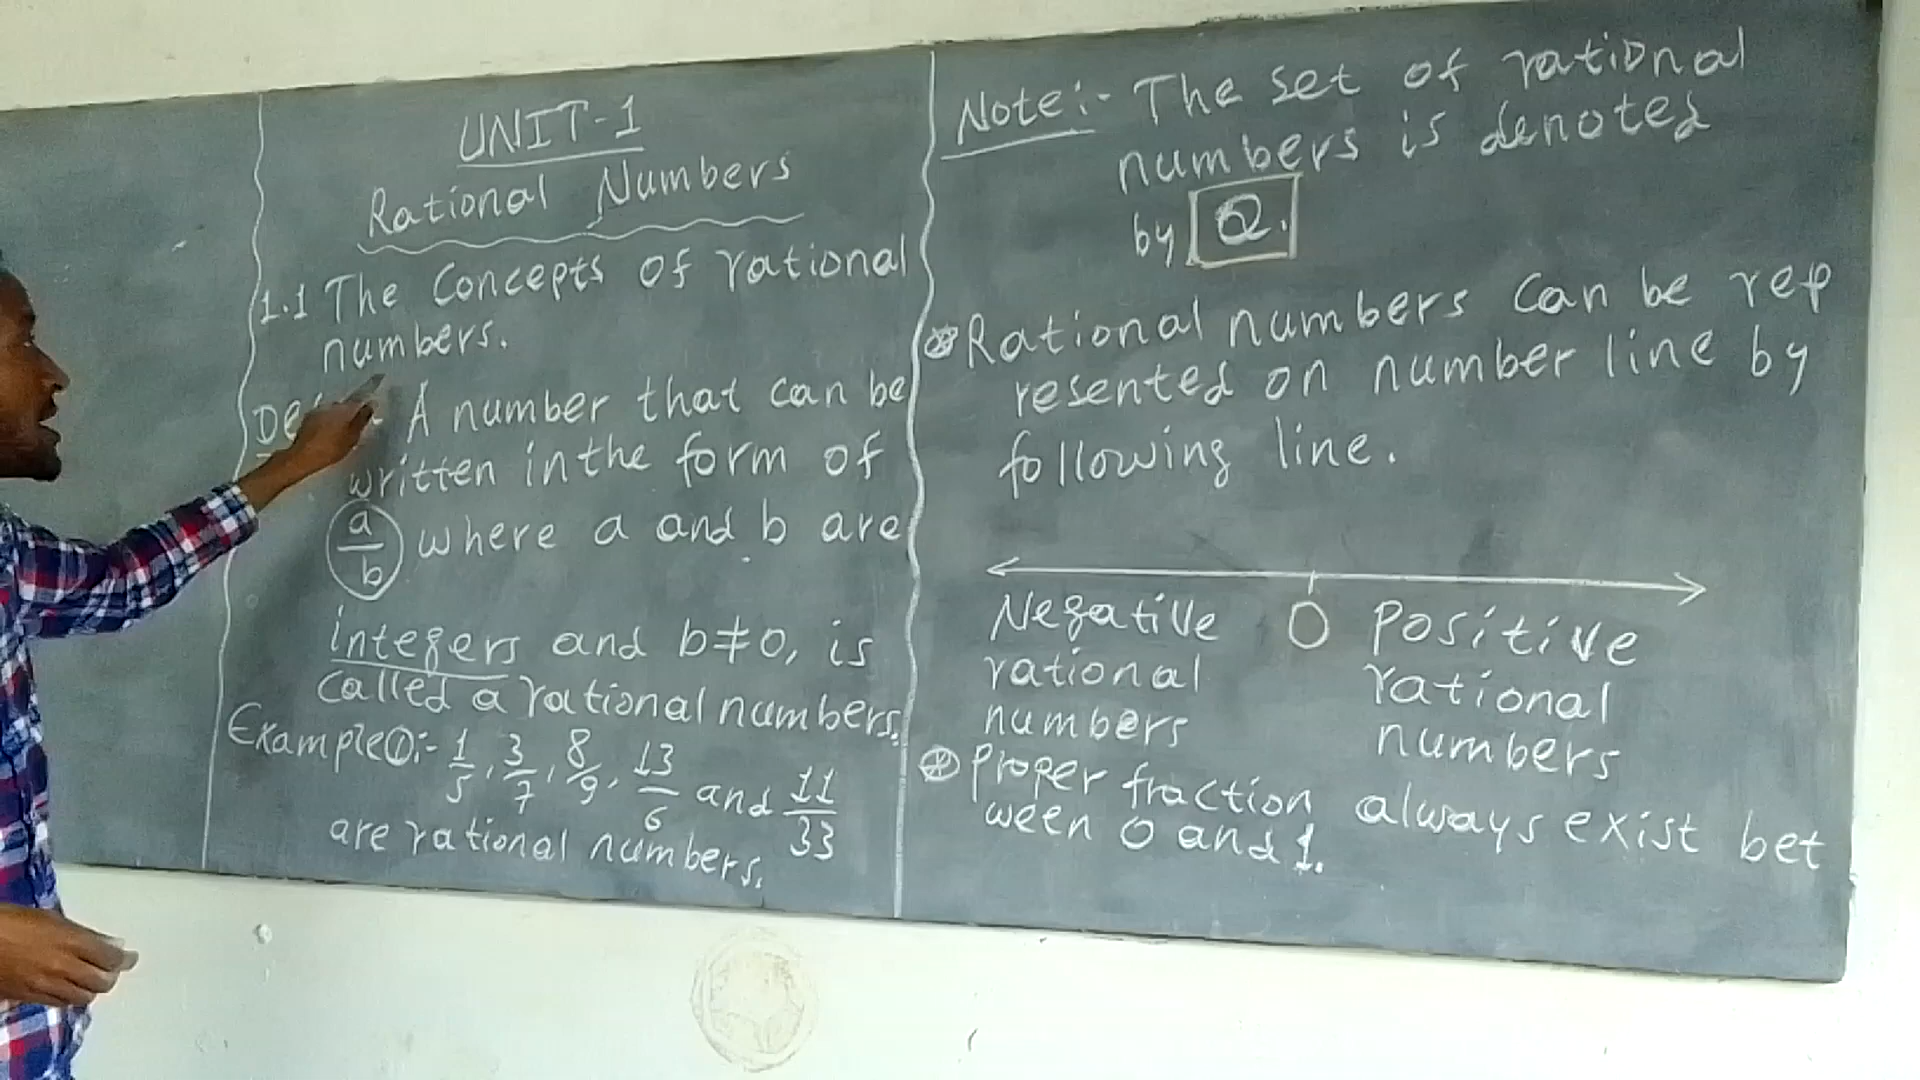 UNIT-1
Rational Numbers
1.1 The Concepts of rational
numbers.
A number that can be
written in the form of
a/b where a and b are
integers and b≠0, is
called a rational numbers.
Example①:- 1/5, 3/7, 8/9, 13/6 and 11/33
are rational numbers.
Note:- The set of rational
numbers is denoted
by Q.
Rational numbers can be rep
resented on number line by
following line.
0
Negative
rational
numbers
Positive
rational
numbers
Proper fraction always exist bet
ween 0 and 1.